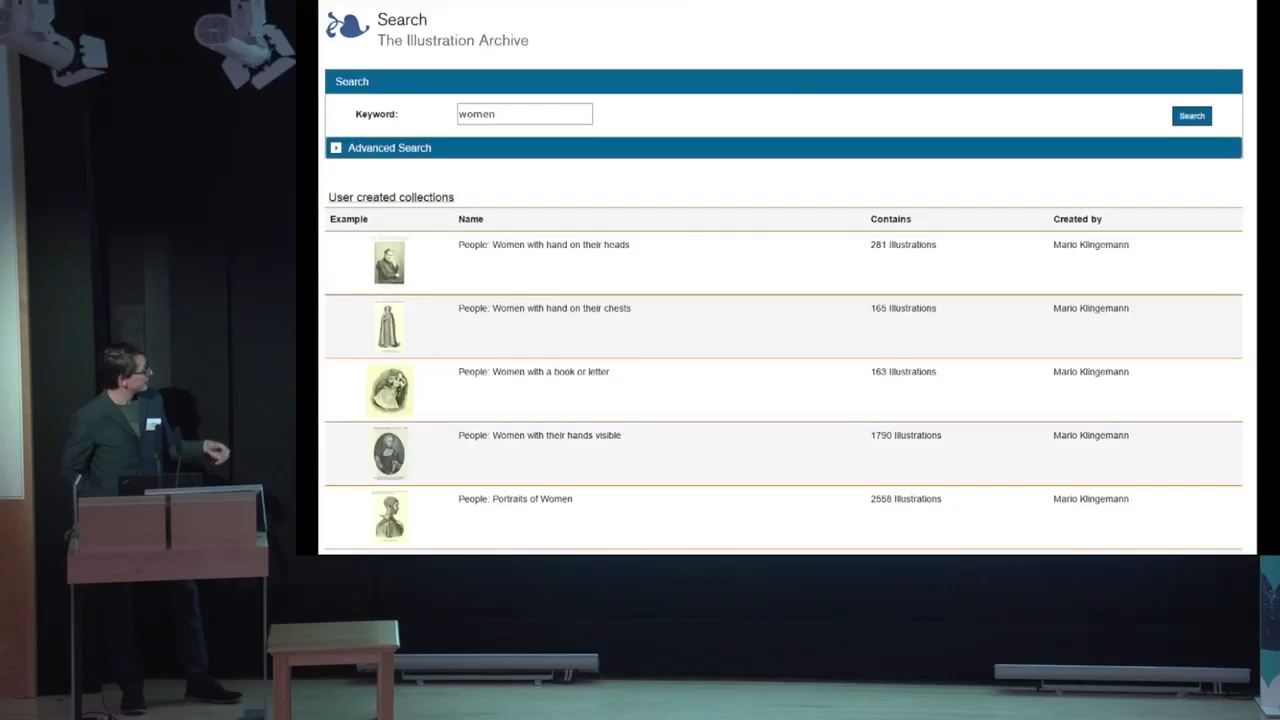 Search
The Illustration Archive
Search
Keyword: women Search
Advanced Search
User created collections
Example Name Contains Created by
People: Women with hand on their heads 281 Illustrations Mario Klingemann
People: Women with hand on their chests 165 Illustrations Mario Klingemann
People: Women with a book or letter 163 Illustrations Mario Klingemann
People: Women with their hands visible 1790 Illustrations Mario Klingemann
People: Portraits of Women 2558 Illustrations Mario Klingemann